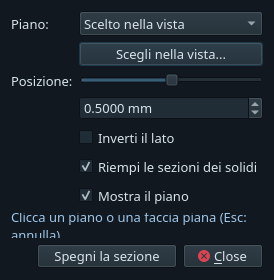 Piano: Scelto nella vista
Scegli nella vista...
Posizione:
0.5000 mm
Inverti il lato
Riempi le sezioni dei solidi
Mostra il piano
Clicca un piano o una faccia piana (Esc:
annulla)
Spegni la sezione Close